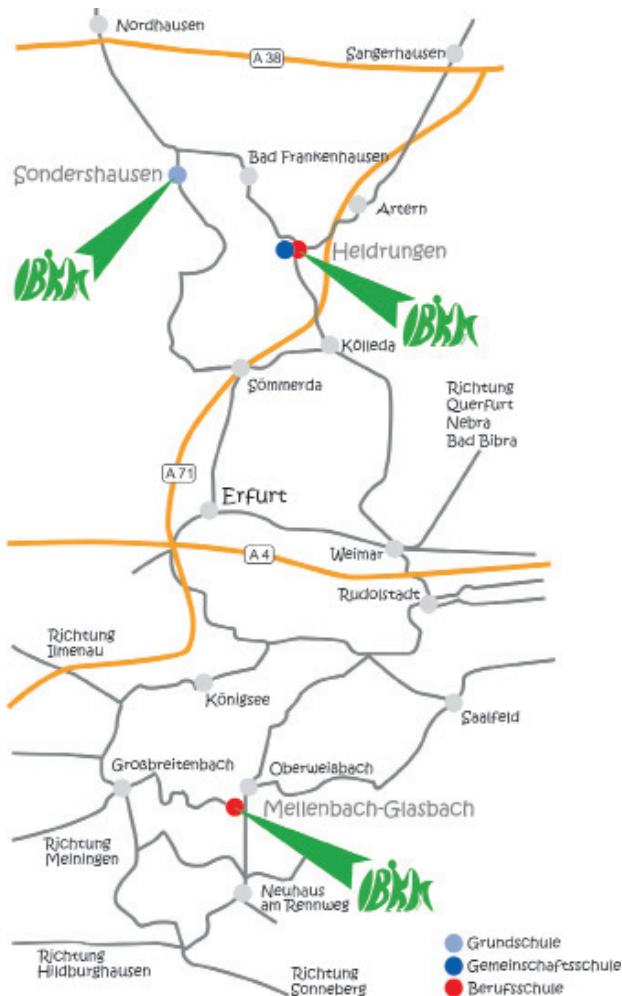 Nordhausen
Sangerhausen
A 38
Bad Frankenhausen
Sondershausen
Artern
Heldrungen
IBKM
IBKM
Kölleda
Sömmerda
Richtung
Querfurt
Nebra
Bad Bibra
A 71
Erfurt
Weimar
A 4
Rudolstadt
Richtung
Ilmenau
Königsee
Saalfeld
Großbreitenbach
Oberweißbach
Mellenbach-Glasbach
Richtung
Meiningen
IBKM
Neuhaus
am Rennweg
Richtung
Hildburghausen
Richtung
Sonneberg
Grundschule
Gemeinschaftsschule
Berufsschule